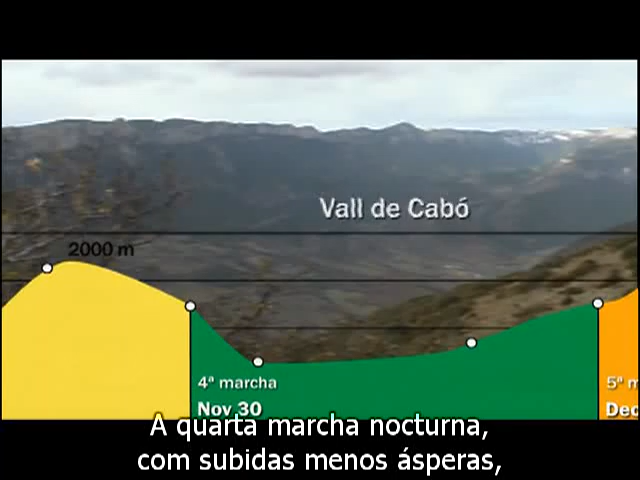 Vall de Cabó
2000 m
4ª marcha
Nov 30
5ª m
Dec
A quarta marcha nocturna,
com subidas menos ásperas,